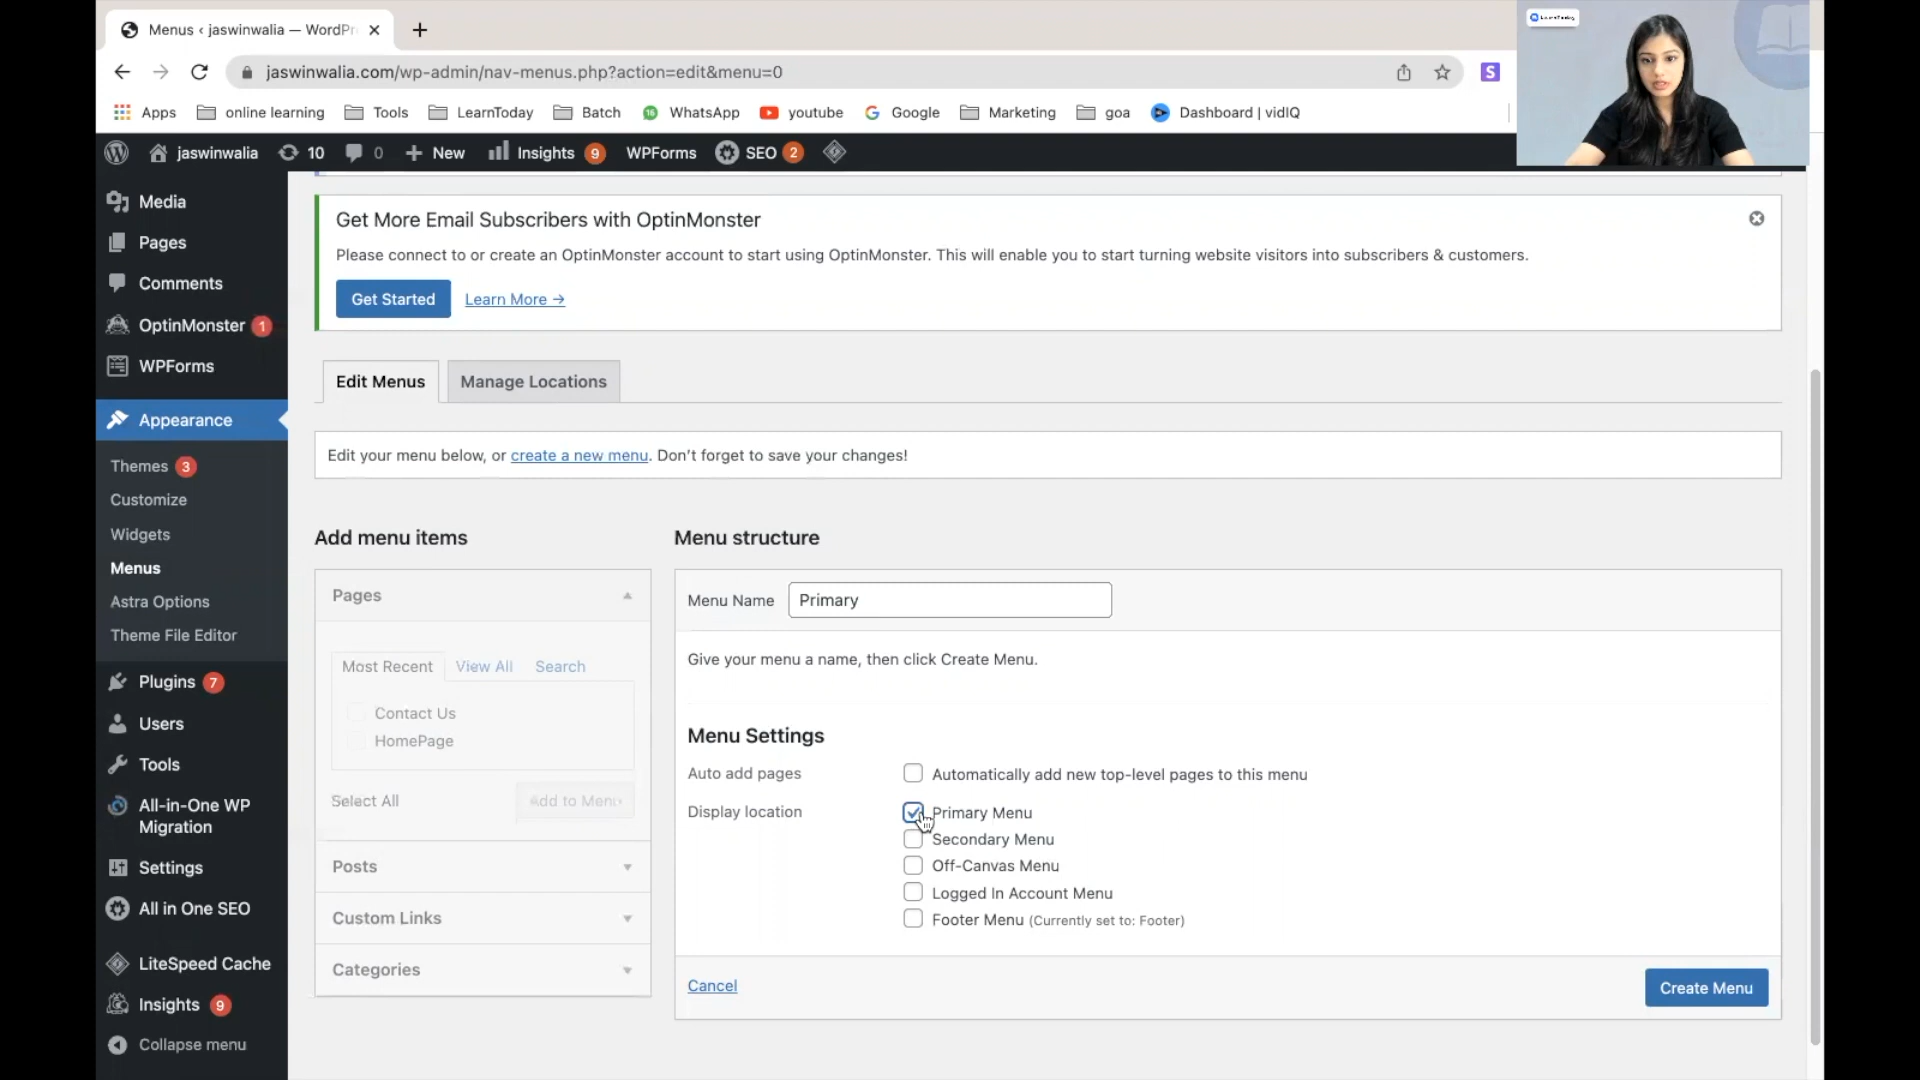 Menus ‹ jaswinwalia — WordPr
jaswinwalia.com/wp-admin/nav-menus.php?action=edit&menu=0
S
Apps online learning Tools LearnToday Batch WhatsApp youtube Google Marketing goa Dashboard | vidIQ
jaswinwalia 10 0 New Insights 9 WPForms SEO 2
Media
Pages
Comments
OptinMonster 1
WPForms
Appearance
Themes 3
Customize
Widgets
Menus
Astra Options
Theme File Editor
Plugins 7
Users
Tools
All-in-One WP
Migration
Settings
All in One SEO
LiteSpeed Cache
Insights 9
Collapse menu
Get More Email Subscribers with OptinMonster
Please connect to or create an OptinMonster account to start using OptinMonster. This will enable you to start turning website visitors into subscribers & customers.
Get Started Learn More →
Edit Menus Manage Locations
Edit your menu below, or create a new menu. Don’t forget to save your changes!
Add menu items
Pages
Most Recent View All Search
Contact Us
HomePage
Select All Add to Menu
Posts
Custom Links
Categories
Menu structure
Menu Name Primary
Give your menu a name, then click Create Menu.
Menu Settings
Auto add pages Automatically add new top-level pages to this menu
Display location Primary Menu
Secondary Menu
Off-Canvas Menu
Logged In Account Menu
Footer Menu (Currently set to: Footer)
Cancel Create Menu